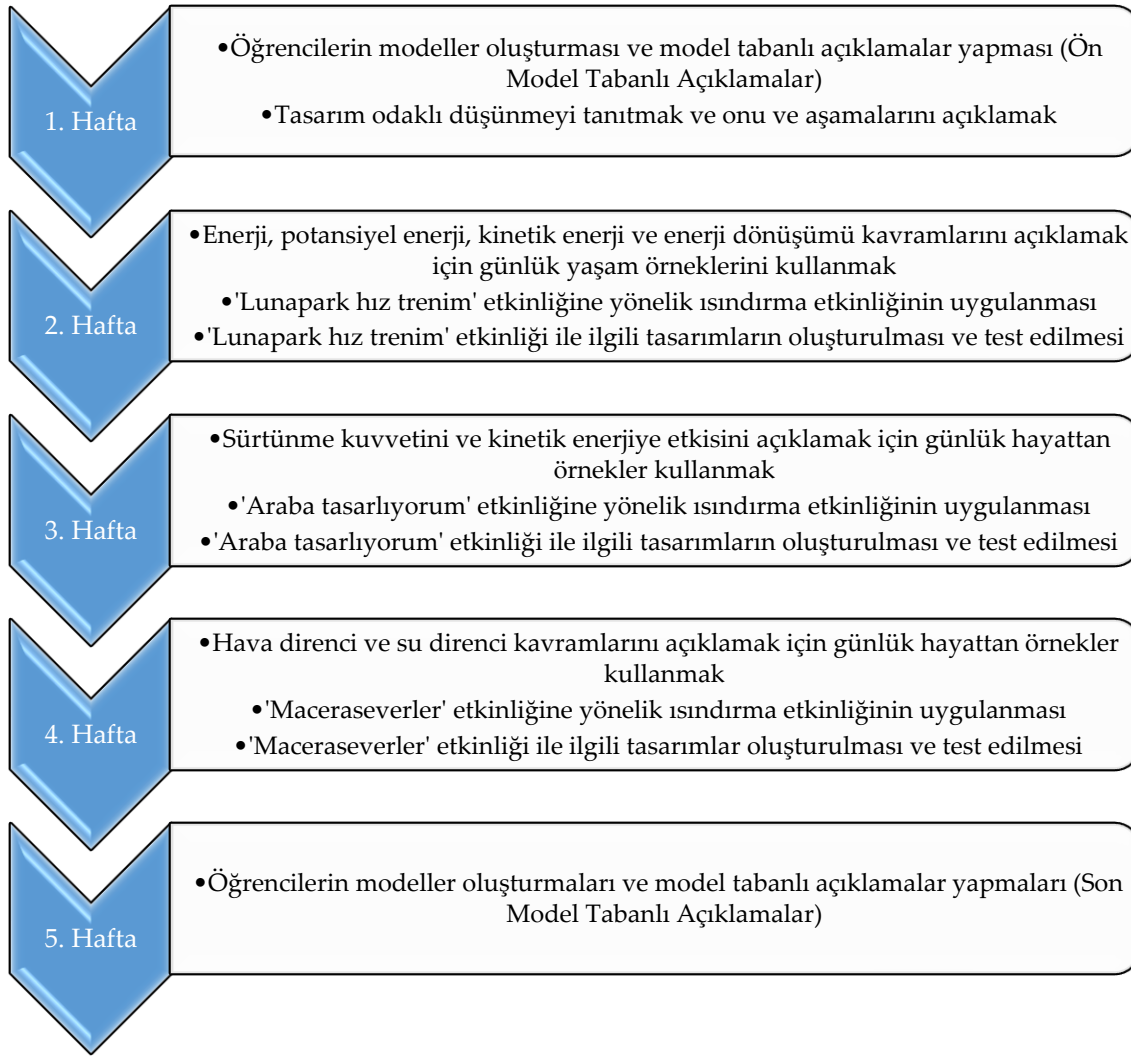 1. Hafta
•Öğrencilerin modeller oluşturması ve model tabanlı açıklamalar yapması (Ön
Model Tabanlı Açıklamalar)
•Tasarım odaklı düşünmeyi tanıtmak ve onu ve aşamalarını açıklamak
2. Hafta
•Enerji, potansiyel enerji, kinetik enerji ve enerji dönüşümü kavramlarını açıklamak
için günlük yaşam örneklerini kullanmak
•'Lunapark hız trenim' etkinliğine yönelik ısındırma etkinliğinin uygulanması
•'Lunapark hız trenim' etkinliği ile ilgili tasarımların oluşturulması ve test edilmesi
3. Hafta
•Sürtünme kuvvetini ve kinetik enerjiye etkisini açıklamak için günlük hayattan
örnekler kullanmak
•'Araba tasarlıyorum' etkinliğine yönelik ısındırma etkinliğinin uygulanması
•'Araba tasarlıyorum' etkinliği ile ilgili tasarımların oluşturulması ve test edilmesi
4. Hafta
•Hava direnci ve su direnci kavramlarını açıklamak için günlük hayattan örnekler
kullanmak
•'Maceraseverler' etkinliğine yönelik ısındırma etkinliğinin uygulanması
•'Maceraseverler' etkinliği ile ilgili tasarımlar oluşturulması ve test edilmesi
5. Hafta
•Öğrencilerin modeller oluşturmaları ve model tabanlı açıklamalar yapmaları (Son
Model Tabanlı Açıklamalar)